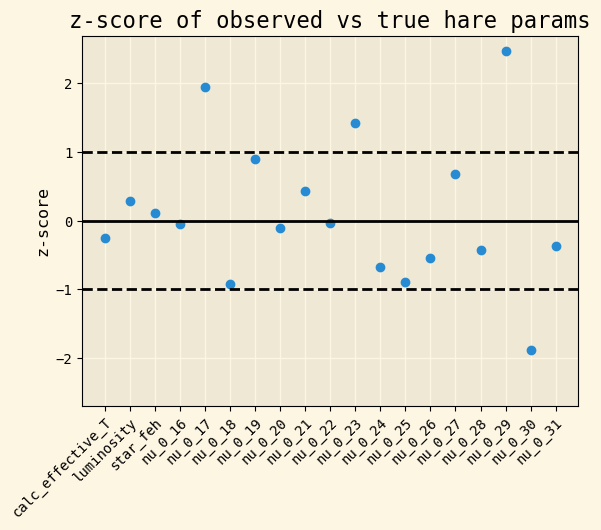 z-score of observed vs true hare params
z-score
2
1
0
−1
−2
calc_effective_T
luminosity
star_feh
nu_0_16
nu_0_17
nu_0_18
nu_0_19
nu_0_20
nu_0_21
nu_0_22
nu_0_23
nu_0_24
nu_0_25
nu_0_26
nu_0_27
nu_0_28
nu_0_29
nu_0_30
nu_0_31